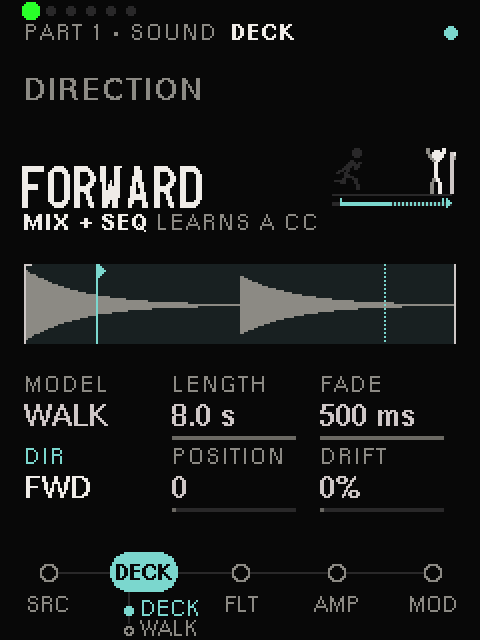 PART 1 · SOUND DECK
DIRECTION
FORWARD
MIX + SEQ LEARNS A CC
MODEL LENGTH FADE
WALK 8.0 s 500 ms
DIR POSITION DRIFT
FWD 0 0%
DECK
SRC DECK FLT AMP MOD
WALK